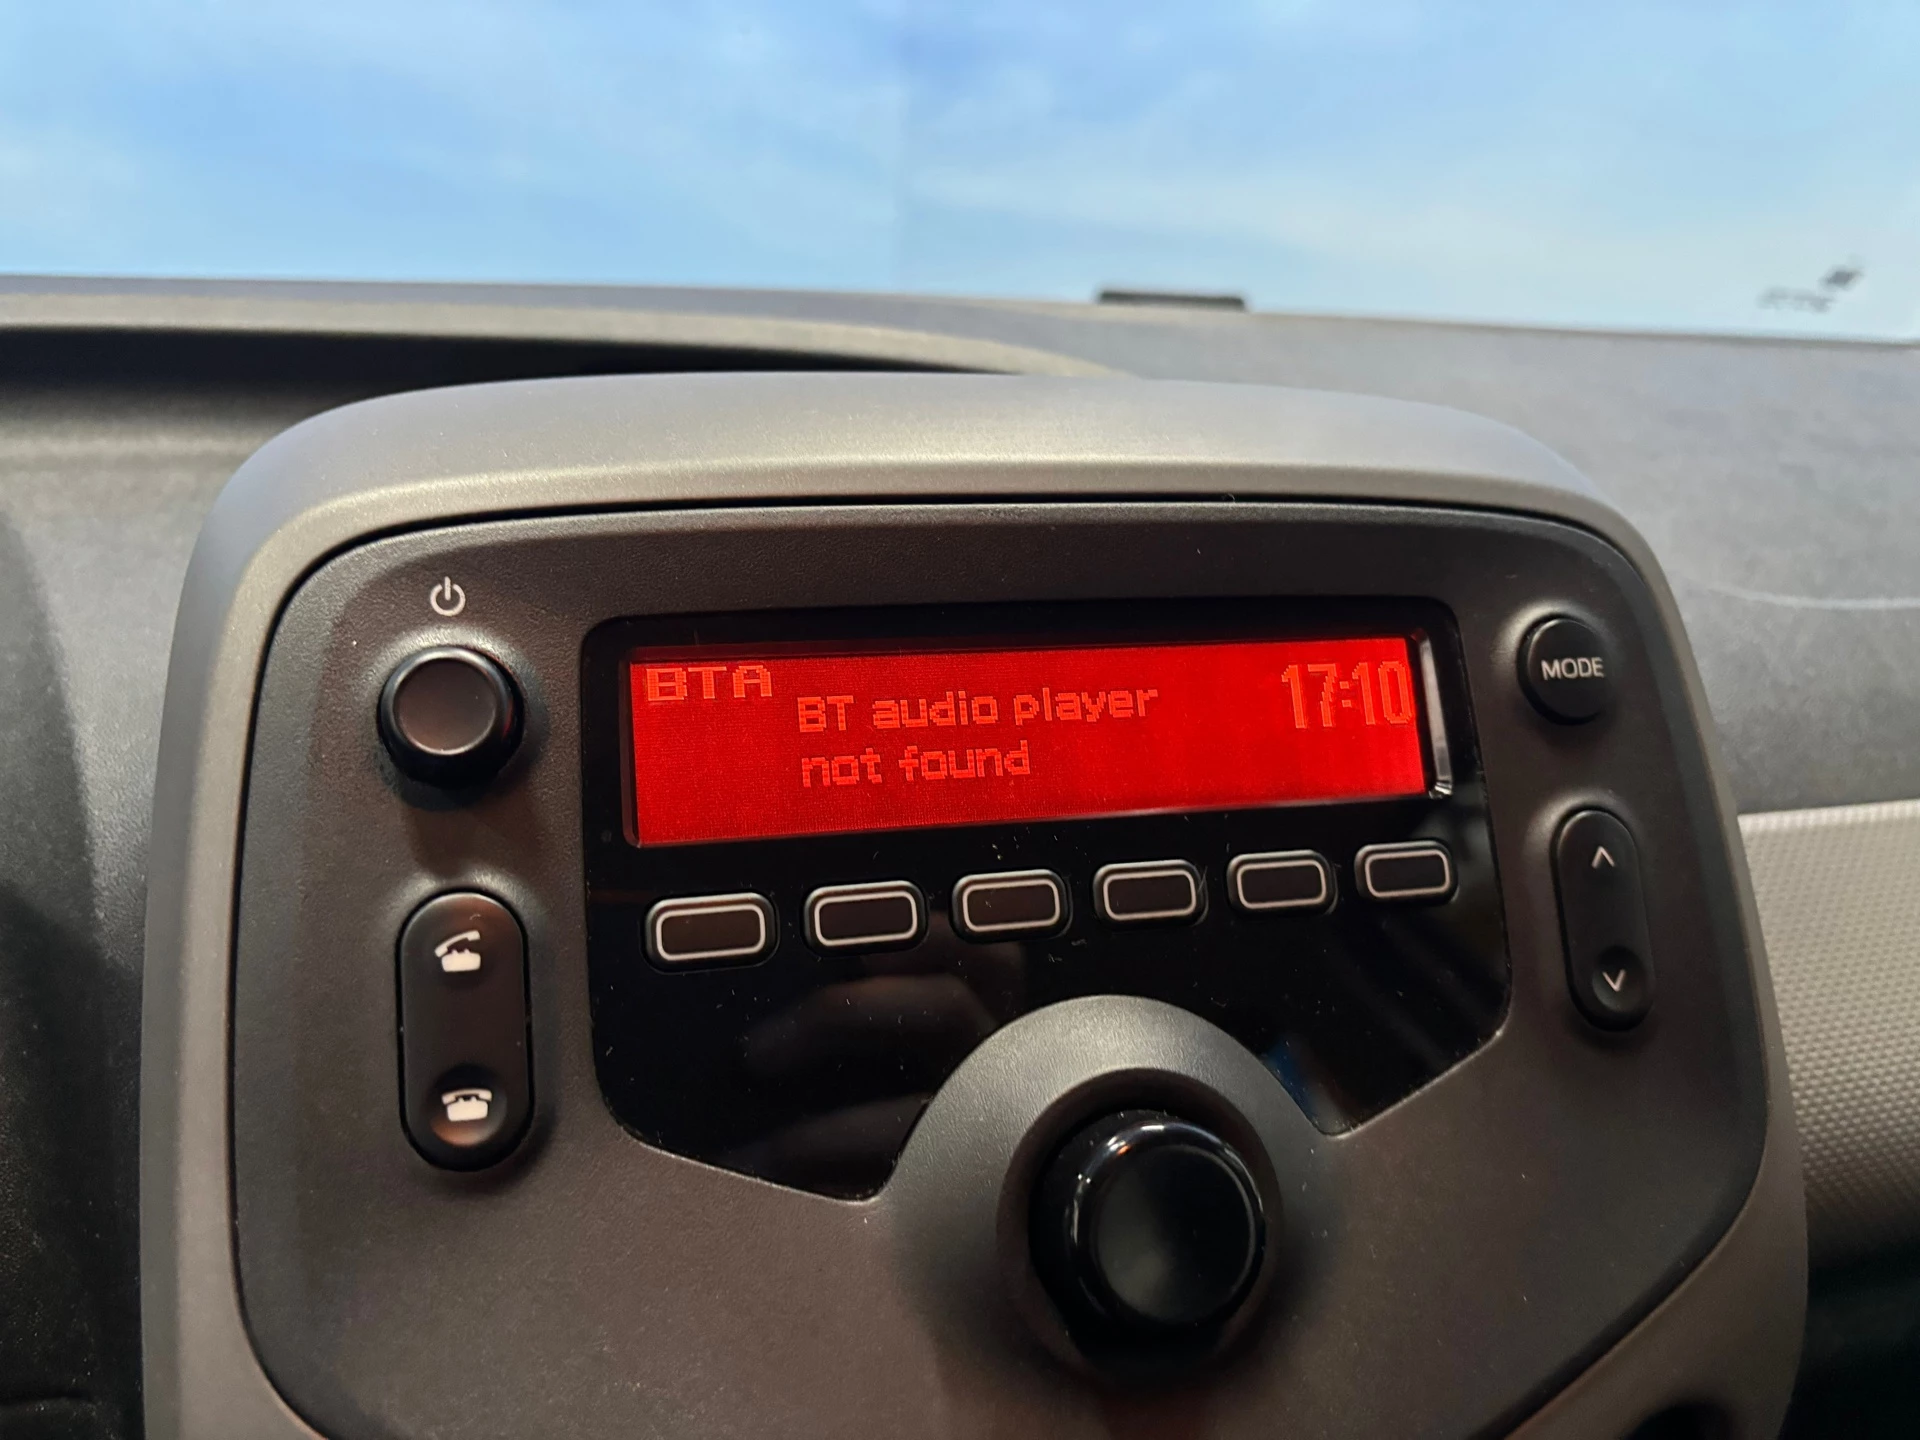 BTA
BT audio player
not found
17:10
MODE